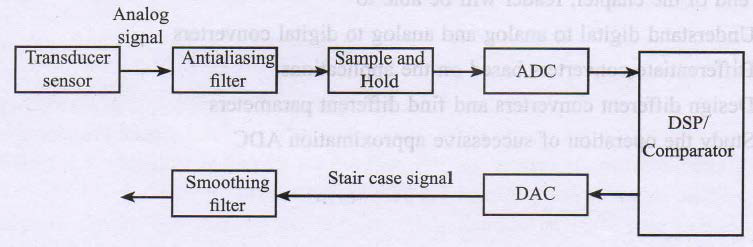 Analog
signal
Transducer
sensor
Antialiasing
filter
Sample and
Hold
ADC
DSP/
Comparator
DAC
Stair case signal
Smoothing
filter